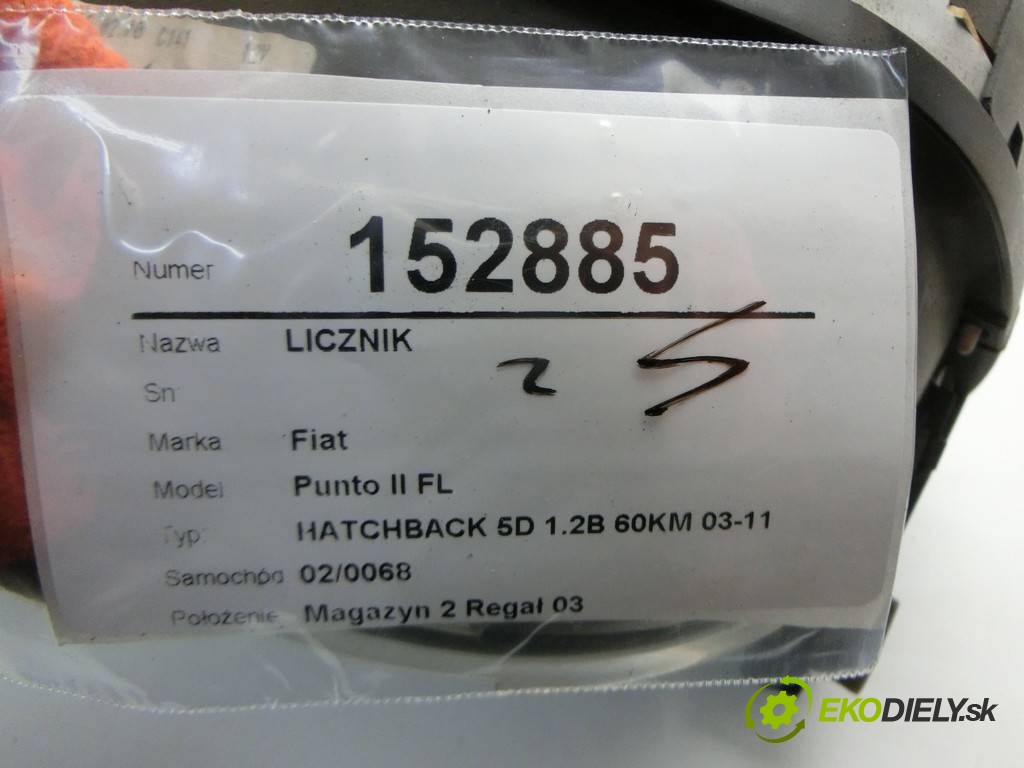 Numer 152885
Nazwa LICZNIK
2 5
Sn
Marka Fiat
Model Punto II FL
Typ HATCHBACK 5D 1.2B 60KM 03-11
Samochód 02/0068
Położenie Magazyn 2 Regał 03
EKODIELY.sk